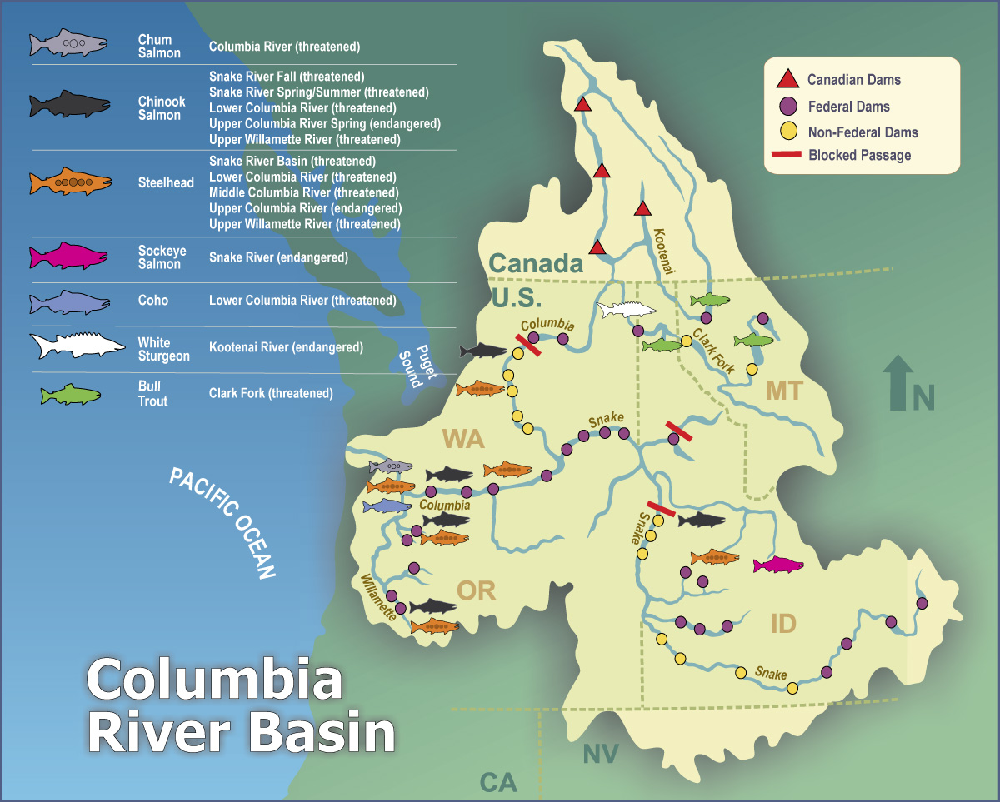 Chum
Salmon
Columbia River (threatened)
Chinook
Salmon
Snake River Fall (threatened)
Snake River Spring/Summer (threatened)
Lower Columbia River (threatened)
Upper Columbia River Spring (endangered)
Upper Willamette River (threatened)
Steelhead
Snake River Basin (threatened)
Lower Columbia River (threatened)
Middle Columbia River (threatened)
Upper Columbia River (endangered)
Upper Willamette River (threatened)
Sockeye
Salmon
Snake River (endangered)
Coho
Lower Columbia River (threatened)
White
Sturgeon
Kootenai River (endangered)
Bull
Trout
Clark Fork (threatened)
Canadian Dams
Federal Dams
Non-Federal Dams
Blocked Passage
Kootenai
Canada
U.S.
Columbia
Clark Fork
Puget
Sound
MT
N
Snake
WA
PACIFIC OCEAN
Columbia
Snake
Willamette
OR
ID
Snake
Columbia
River Basin
NV
CA